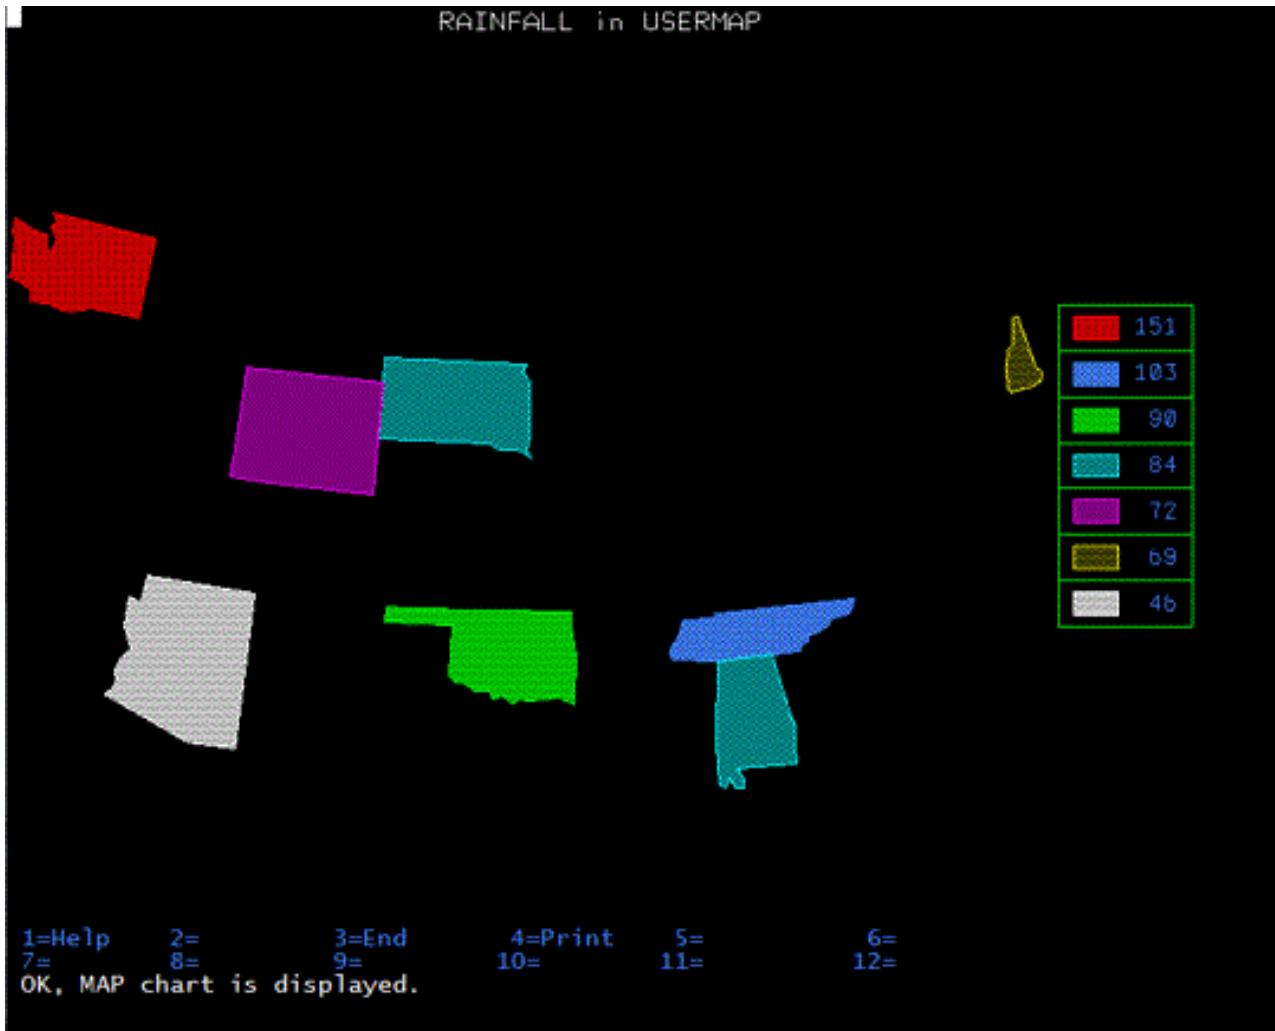 RAINFALL in USERMAP
151
103
90
84
72
69
46
1=Help 2= 3=End 4=Print 5= 6=
7= 8= 9= 10= 11= 12=
OK, MAP chart is displayed.